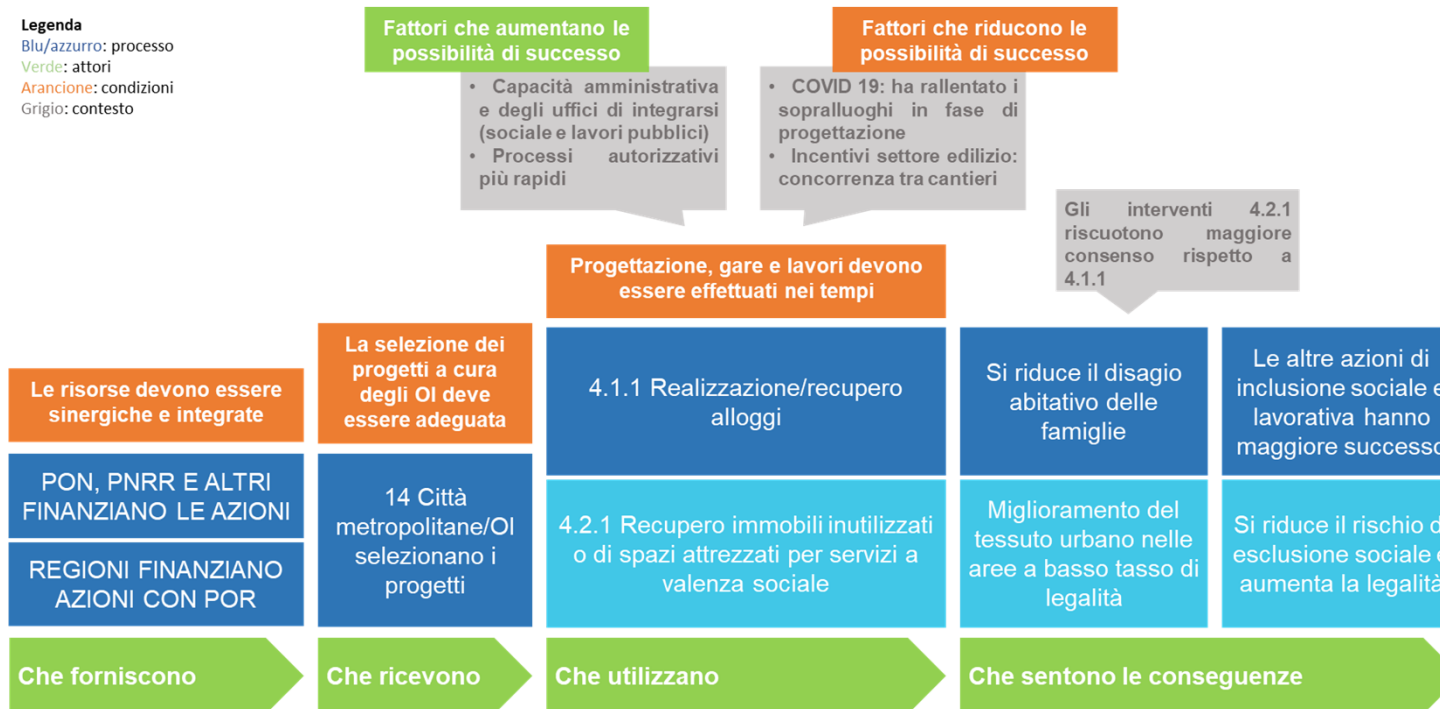 Legenda
Blu/azzurro: processo
Verde: attori
Arancione: condizioni
Grigio: contesto
Fattori che aumentano le
possibilità di successo
• Capacità amministrativa
e degli uffici di integrarsi
(sociale e lavori pubblici)
• Processi autorizzativi
più rapidi
Fattori che riducono le
possibilità di successo
• COVID 19: ha rallentato i
sopralluoghi in fase di
progettazione
• Incentivi settore edilizio:
concorrenza tra cantieri
Gli interventi 4.2.1
riscuotono maggiore
consenso rispetto a
4.1.1
Le risorse devono essere
sinergiche e integrate
PON, PNRR E ALTRI
FINANZIANO LE AZIONI
REGIONI FINANZIANO
AZIONI CON POR
La selezione dei
progetti a cura
degli OI deve
essere adeguata
14 Città
metropolitane/OI
selezionano i
progetti
Progettazione, gare e lavori devono
essere effettuati nei tempi
4.1.1 Realizzazione/recupero
alloggi
4.2.1 Recupero immobili inutilizzati
o di spazi attrezzati per servizi a
valenza sociale
Si riduce il disagio
abitativo delle
famiglie
Miglioramento del
tessuto urbano nelle
aree a basso tasso di
legalità
Le altre azioni di
inclusione sociale e
lavorativa hanno
maggiore successo
Si riduce il rischio d
esclusione sociale e
aumenta la legalità
Che forniscono
Che ricevono
Che utilizzano
Che sentono le conseguenze